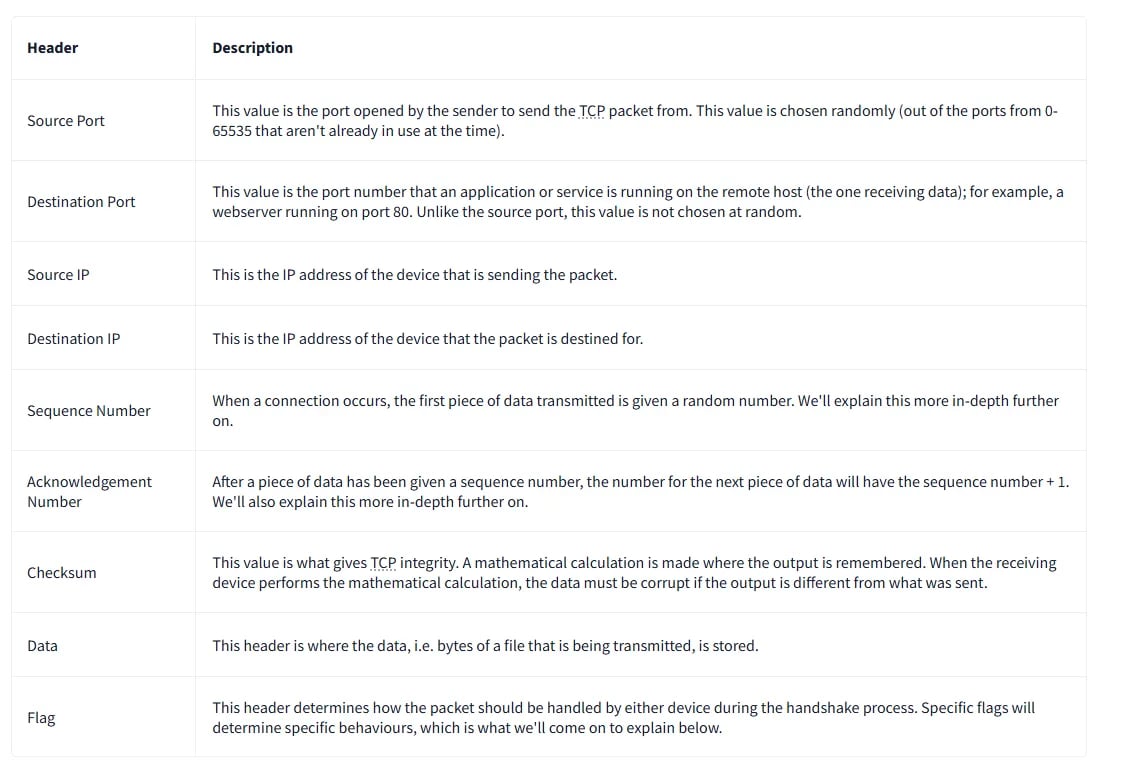 Header
Description
Source Port
This value is the port opened by the sender to send the TCP packet from. This value is chosen randomly (out of the ports from 0-
65535 that aren't already in use at the time).
Destination Port
This value is the port number that an application or service is running on the remote host (the one receiving data); for example, a
webserver running on port 80. Unlike the source port, this value is not chosen at random.
Source IP
This is the IP address of the device that is sending the packet.
Destination IP
This is the IP address of the device that the packet is destined for.
Sequence Number
When a connection occurs, the first piece of data transmitted is given a random number. We'll explain this more in-depth further
on.
Acknowledgement
Number
After a piece of data has been given a sequence number, the number for the next piece of data will have the sequence number + 1.
We'll also explain this more in-depth further on.
Checksum
This value is what gives TCP integrity. A mathematical calculation is made where the output is remembered. When the receiving
device performs the mathematical calculation, the data must be corrupt if the output is different from what was sent.
Data
This header is where the data, i.e. bytes of a file that is being transmitted, is stored.
Flag
This header determines how the packet should be handled by either device during the handshake process. Specific flags will
determine specific behaviours, which is what we'll come on to explain below.